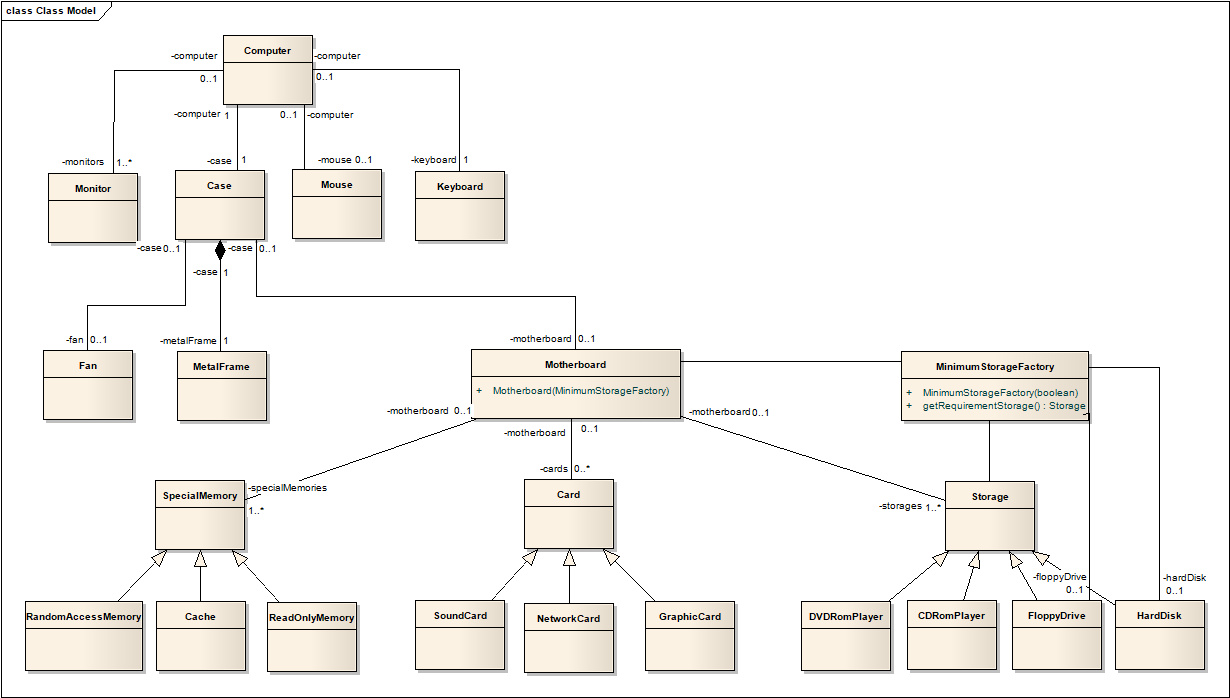 class Class Model
Computer
-computer
-computer
0..1
0..1
-computer 1
0..1 -computer
-monitors 1..*
-case 1
-mouse 0..1
-keyboard 1
Monitor
Case
Mouse
Keyboard
-case 0..1
-case 0..1
-case 1
-fan 0..1
-metalFrame 1
-motherboard 0..1
Fan
MetalFrame
Motherboard
+ Motherboard(MinimumStorageFactory)
MinimumStorageFactory
+ MinimumStorageFactory(boolean)
+ getRequirementStorage() : Storage
-motherboard 0..1
-motherboard 0..1
-motherboard 0..1
-cards 0..*
-specialMemories
1..*
-storages 1..*
SpecialMemory
Card
Storage
-floppyDrive
0..1
-hardDisk
0..1
RandomAccessMemory
Cache
ReadOnlyMemory
SoundCard
NetworkCard
GraphicCard
DVDRomPlayer
CDRomPlayer
FloppyDrive
HardDisk